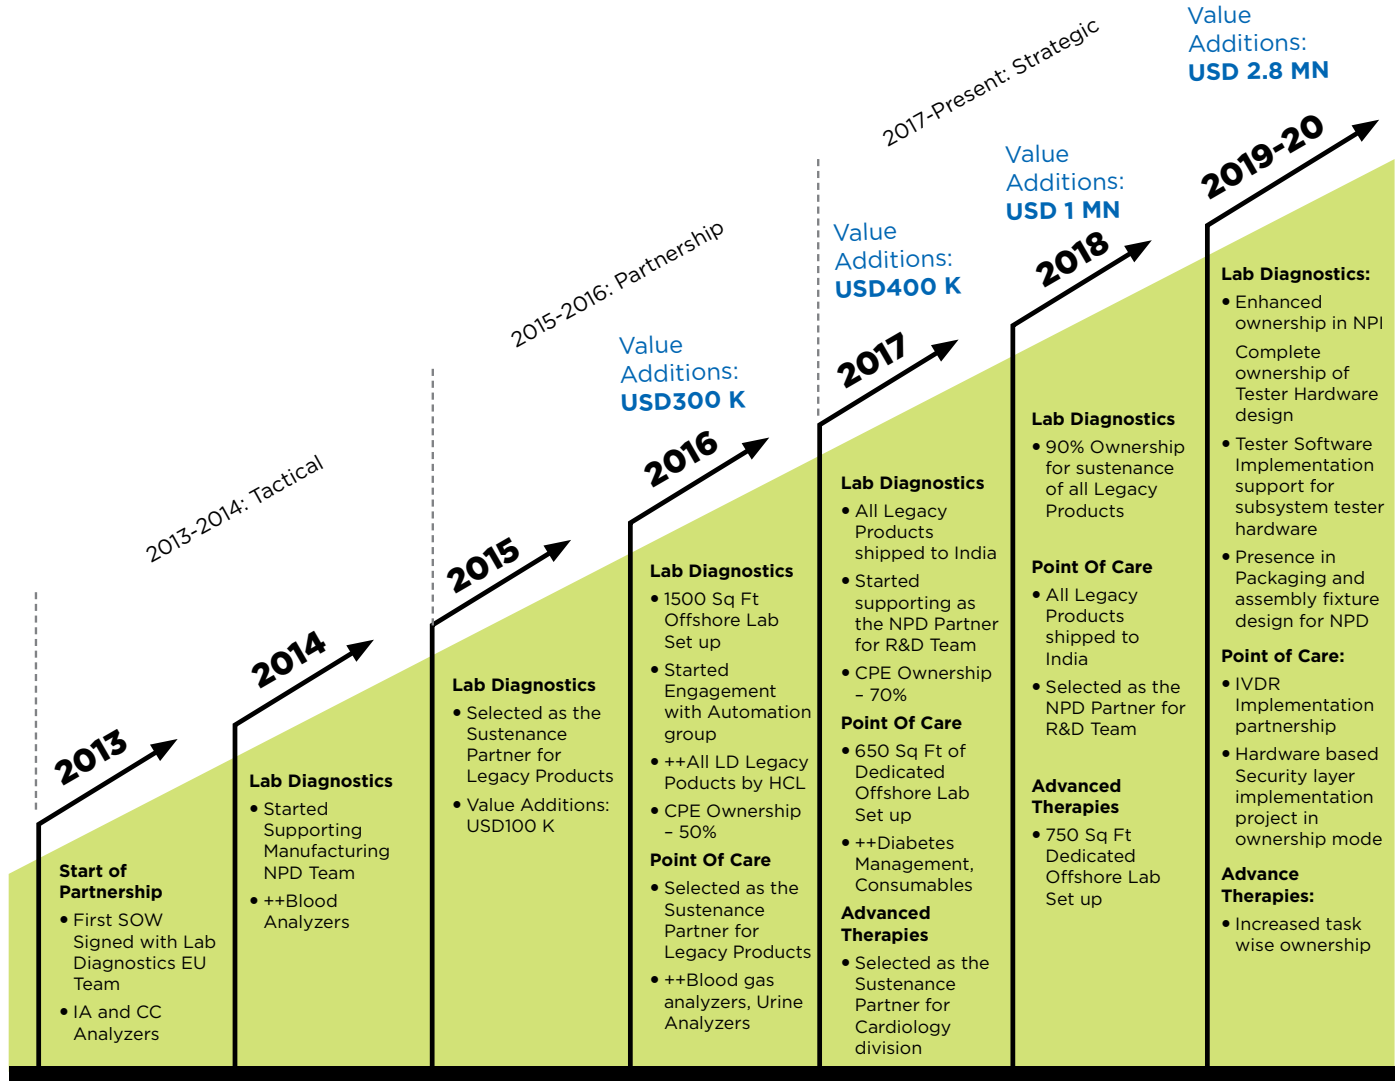 2013-2014: Tactical
2015-2016: Partnership
2017-Present: Strategic
2013
Start of
Partnership
• First SOW
Signed with Lab
Diagnostics EU
Team
• IA and CC
Analyzers
2014
Lab Diagnostics
• Started
Supporting
Manufacturing
NPD Team
• ++Blood
Analyzers
2015
Lab Diagnostics
• Selected as the
Sustenance
Partner for
Legacy Products
• Value Additions:
USD100 K
Value
Additions:
USD300 K
2016
Lab Diagnostics
• 1500 Sq Ft
Offshore Lab
Set up
• Started
Engagement
with Automation
group
• ++All LD Legacy
Poducts by HCL
• CPE Ownership
– 50%
Point Of Care
• Selected as the
Sustenance
Partner for
Legacy Products
• ++Blood gas
analyzers, Urine
Analyzers
Value
Additions:
USD400 K
2017
Lab Diagnostics
• All Legacy
Products
shipped to India
• Started
supporting as
the NPD Partner
for R&D Team
• CPE Ownership
– 70%
Point Of Care
• 650 Sq Ft of
Dedicated
Offshore Lab
Set up
• ++Diabetes
Management,
Consumables
Advanced
Therapies
• Selected as the
Sustenance
Partner for
Cardiology
division
Value
Additions:
USD 1 MN
2018
Lab Diagnostics
• 90% Ownership
for sustenance
of all Legacy
Products
Point Of Care
• All Legacy
Products
shipped to
India
• Selected as the
NPD Partner for
R&D Team
Advanced
Therapies
• 750 Sq Ft
Dedicated
Offshore Lab
Set up
Value
Additions:
USD 2.8 MN
2019-20
Lab Diagnostics:
• Enhanced
ownership in NPI
Complete
ownership of
Tester Hardware
design
• Tester Software
Implementation
support for
subsystem tester
hardware
• Presence in
Packaging and
assembly fixture
design for NPD
Point of Care:
• IVDR
Implementation
partnership
• Hardware based
Security layer
implementation
project in
ownership mode
Advance
Therapies:
• Increased task
wise ownership